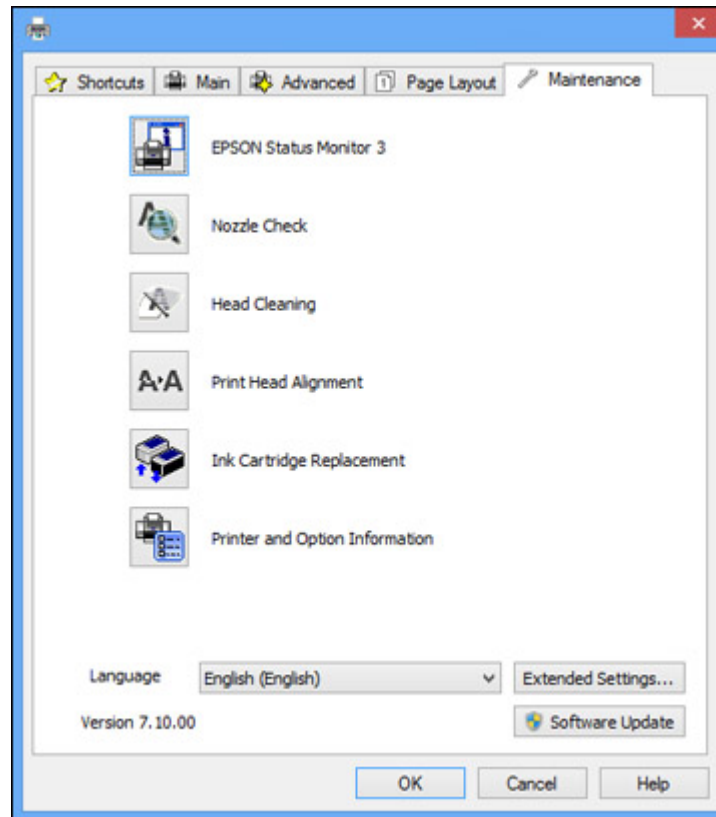 Shortcuts Main Advanced Page Layout Maintenance
EPSON Status Monitor 3
Nozzle Check
Head Cleaning
Print Head Alignment
Ink Cartridge Replacement
Printer and Option Information
Language English (English) Extended Settings...
Version 7.10.00 Software Update
OK Cancel Help